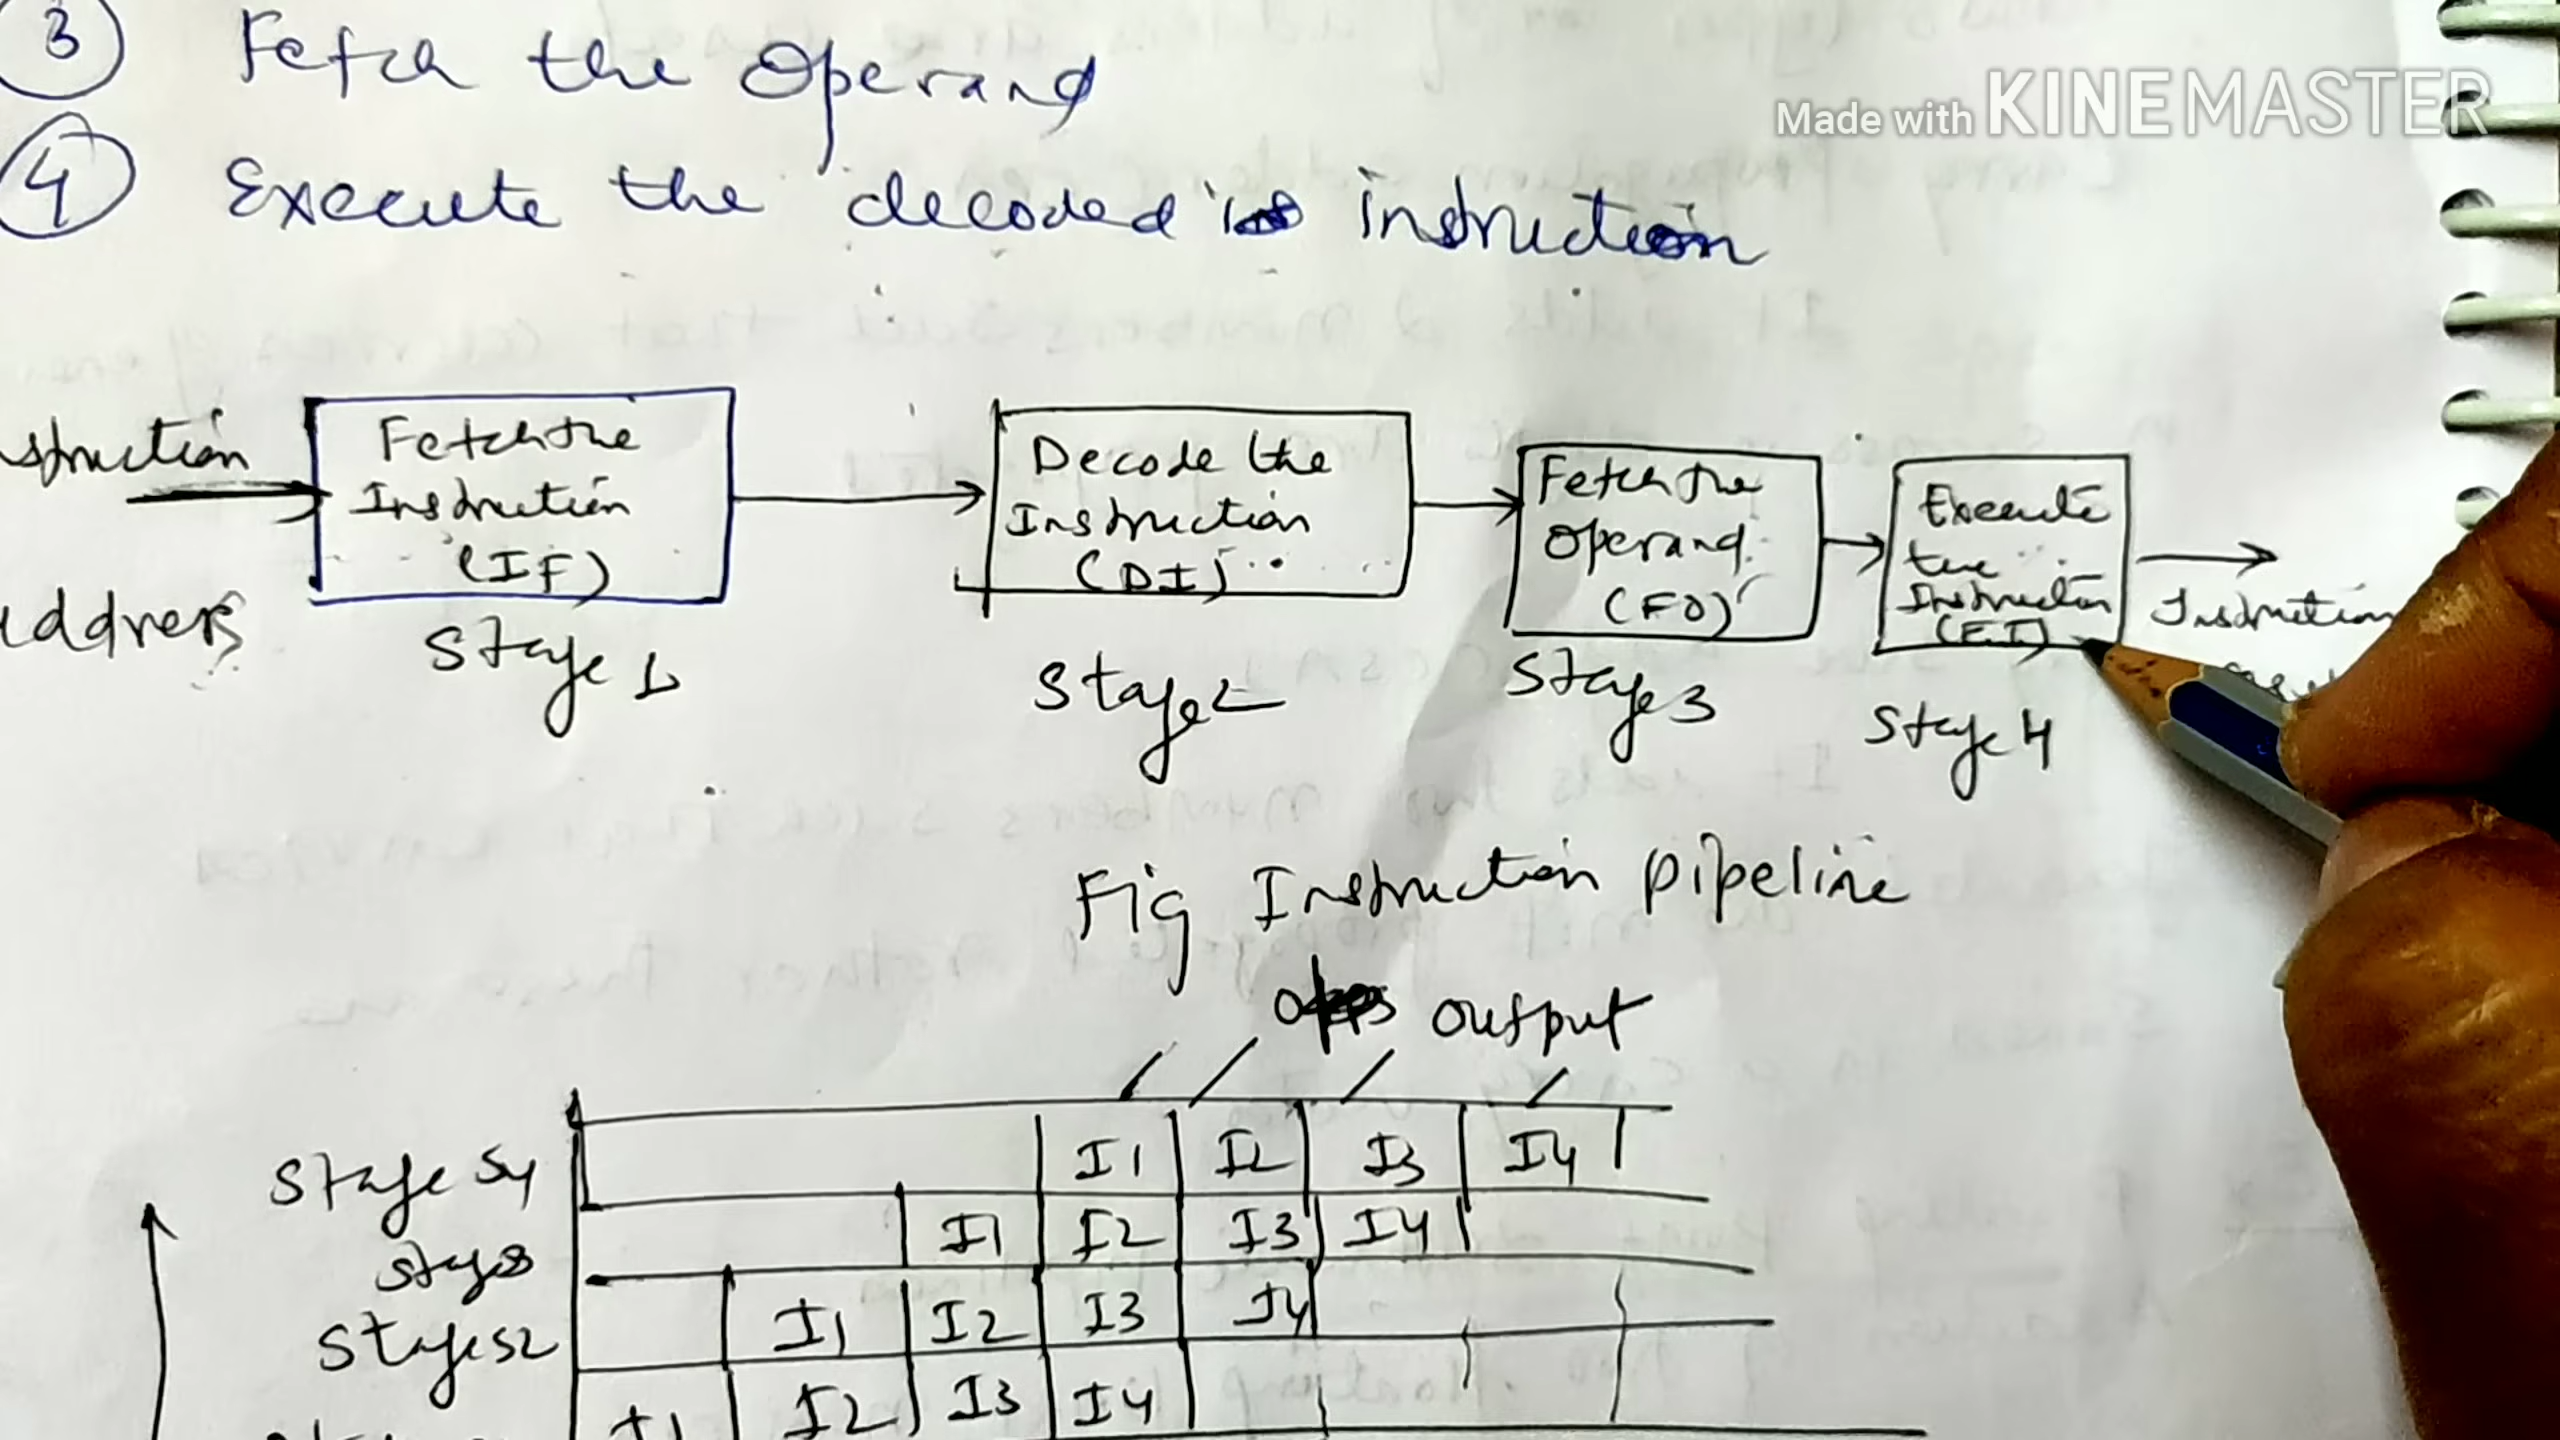 3 Fetch the Operand
Made with KINEMASTER
4 Execute the decoded instruction
struction
address
Fetch the
Instruction
(IF)
Stage 1
Decode the
Instruction
(DI)
Stage 2
Fetch the
Operand
(FO)
Stage 3
Execute
the
Instruction
(EI)
Stage 4
Instruction
Fig Instruction pipeline
output
Stage S4 I1 I2 I3 I4
I1 I2 I3 I4
Stage S2 I1 I2 I3 I4
I1 I2 I3 I4